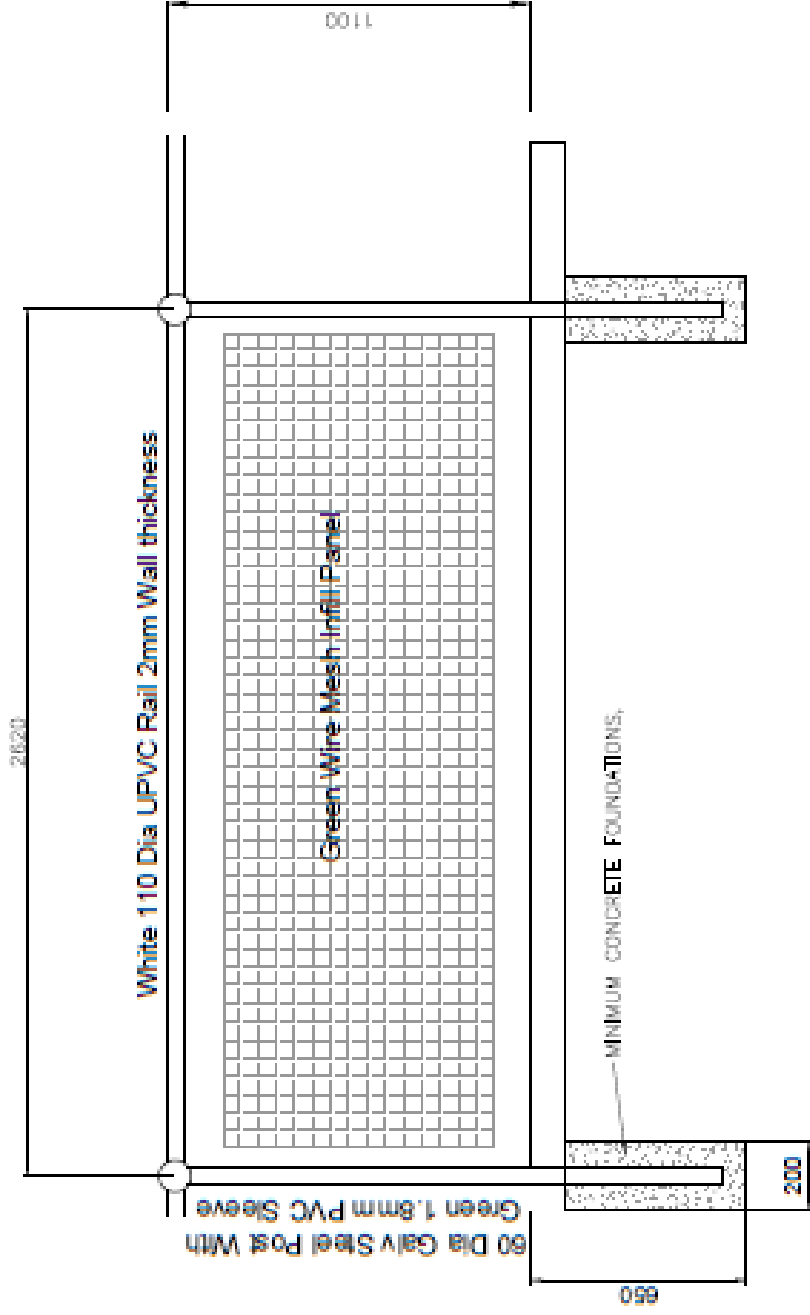 1100
2620
White 110 Dia UPVC Rail 2mm Wall thickness
Green Wire Mesh Infill Panel
60 Dia Galv Steel Post With
Green 1.8mm PVC Sleeve
MINIMUM CONCRETE FOUNDATIONS,
200
650